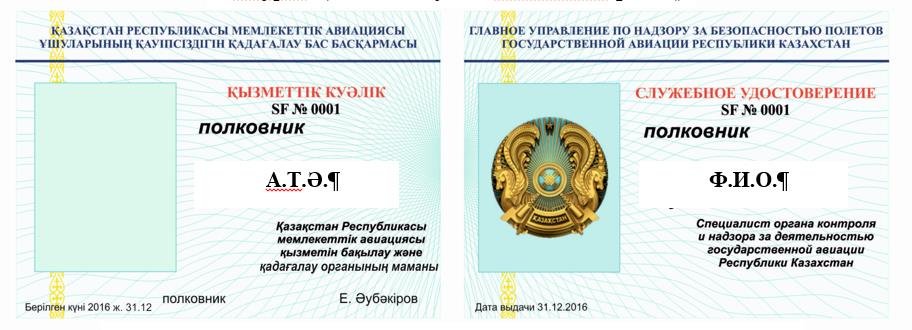 ҚАЗАҚСТАН РЕСПУБЛИКАСЫ МЕМЛЕКЕТТІК АВИАЦИЯСЫ
ҰШУЛАРЫНЫҢ ҚАУІПСІЗДІГІН ҚАДАҒАЛАУ БАС БАСҚАРМАСЫ
ҚЫЗМЕТТІК КУӘЛІК
SF № 0001
полковник
А.Т.Ә.¶
Қазақстан Республикасы
мемлекеттік авиациясы
қызметін бақылау және
қадағалау органының маманы
полковник Е. Әубәкіров
Берілген күні 2016 ж. 31.12
ГЛАВНОЕ УПРАВЛЕНИЕ ПО НАДЗОРУ ЗА БЕЗОПАСНОСТЬЮ ПОЛЕТОВ
ГОСУДАРСТВЕННОЙ АВИАЦИИ РЕСПУБЛИКИ КАЗАХСТАН
СЛУЖЕБНОЕ УДОСТОВЕРЕНИЕ
SF № 0001
полковник
Ф.И.О.¶
ҚАЗАҚСТАН
Специалист органа контроля
и надзора за деятельностью
государственной авиации
Республики Казахстан
Дата выдачи 31.12.2016